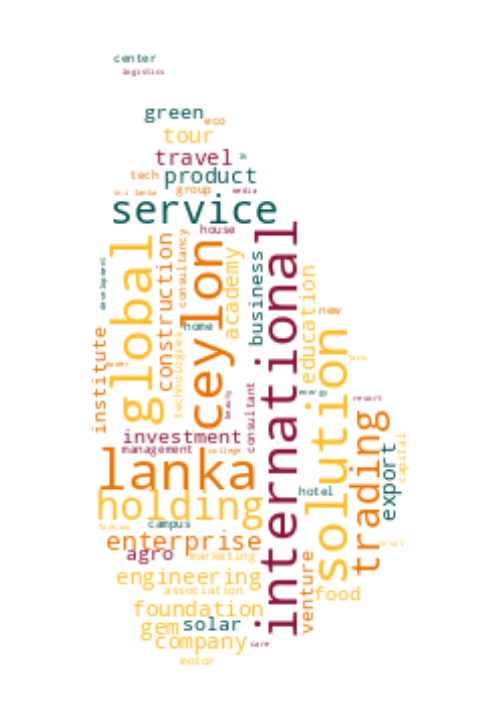 center
logistics
green
eco
tour
travel
product
tech
group
media
sri lanka
service
house
global
construction
consultancy
ceylon
academy
business
international
development
home
technologies
education
new
institute
power
solution
farm
energy
beauty
consultant
resort
investment
management
college
trading
export
capital
lanka
holding
hotel
campus
fashion
enterprise
agro
marketing
venture
engineering
association
food
foundation
gem
solar
company
care
motor